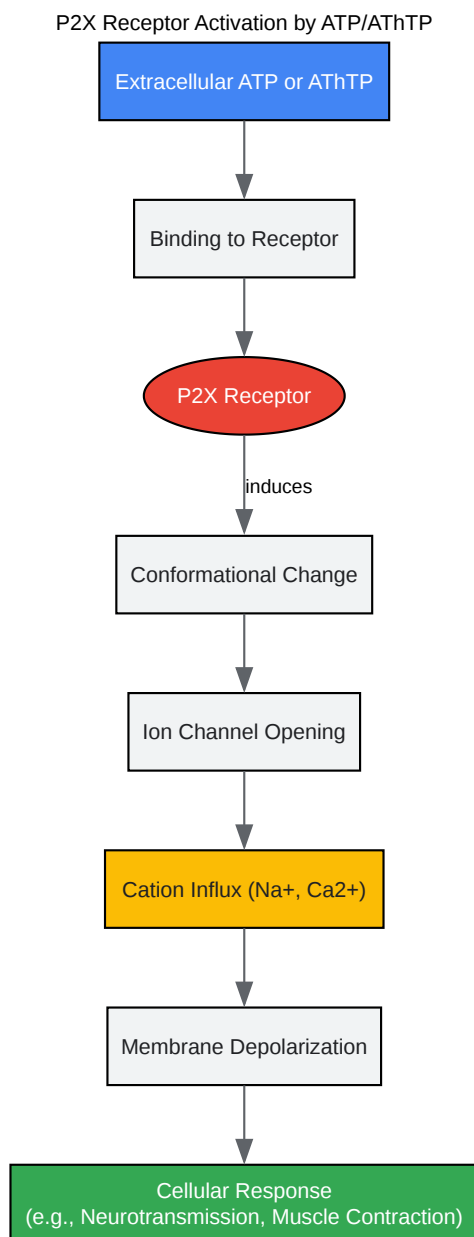 P2X Receptor Activation by ATP/AThTP
Extracellular ATP or AThTP
Binding to Receptor
P2X Receptor
induces
Conformational Change
Ion Channel Opening
Cation Influx (Na+, Ca2+)
Membrane Depolarization
Cellular Response
(e.g., Neurotransmission, Muscle Contraction)